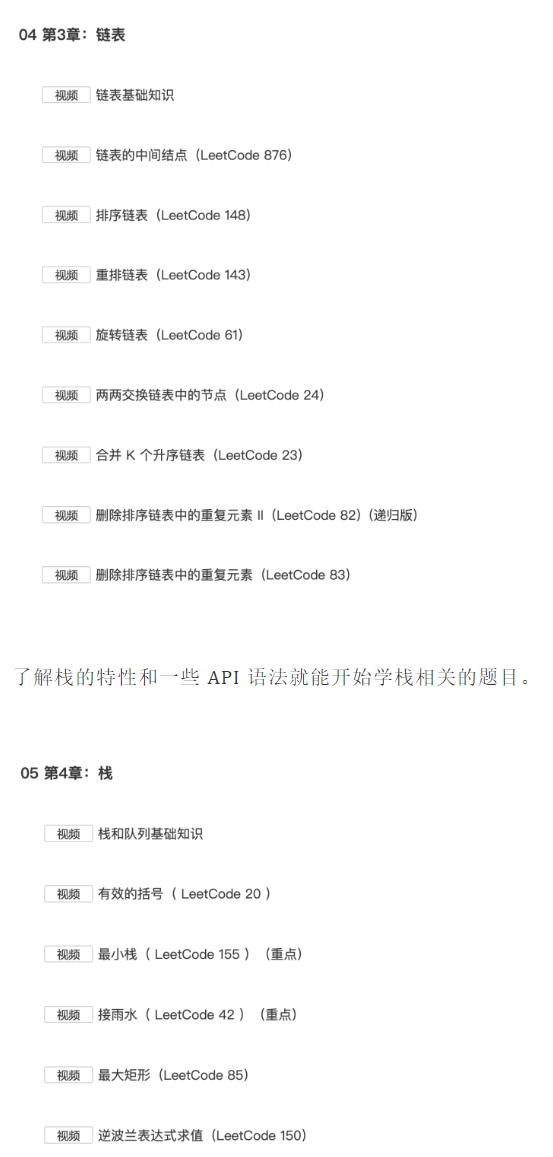 04 第3章：链表
视频 链表基础知识
视频 链表的中间结点（LeetCode 876）
视频 排序链表（LeetCode 148）
视频 重排链表（LeetCode 143）
视频 旋转链表（LeetCode 61）
视频 两两交换链表中的节点（LeetCode 24）
视频 合并 K 个升序链表（LeetCode 23）
视频 删除排序链表中的重复元素 II（LeetCode 82）（递归版）
视频 删除排序链表中的重复元素（LeetCode 83）
了解栈的特性和一些 API 语法就能开始学栈相关的题目。
05 第4章：栈
视频 栈和队列基础知识
视频 有效的括号（ LeetCode 20 ）
视频 最小栈（ LeetCode 155 ）（重点）
视频 接雨水（ LeetCode 42 ）（重点）
视频 最大矩形（LeetCode 85）
视频 逆波兰表达式求值（LeetCode 150）